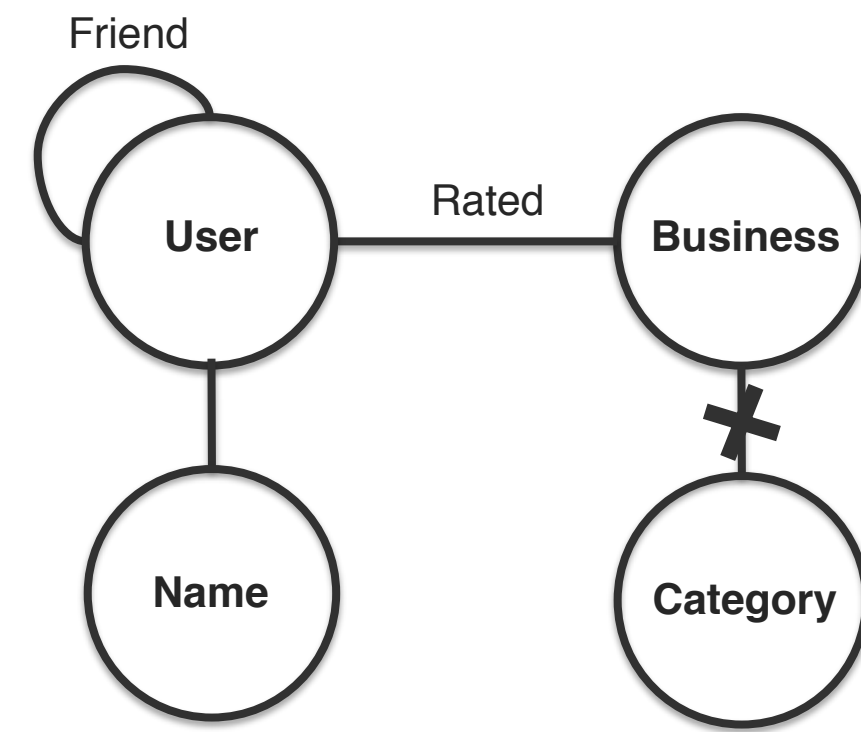 Friend
User
Rated
Business
Name
Category